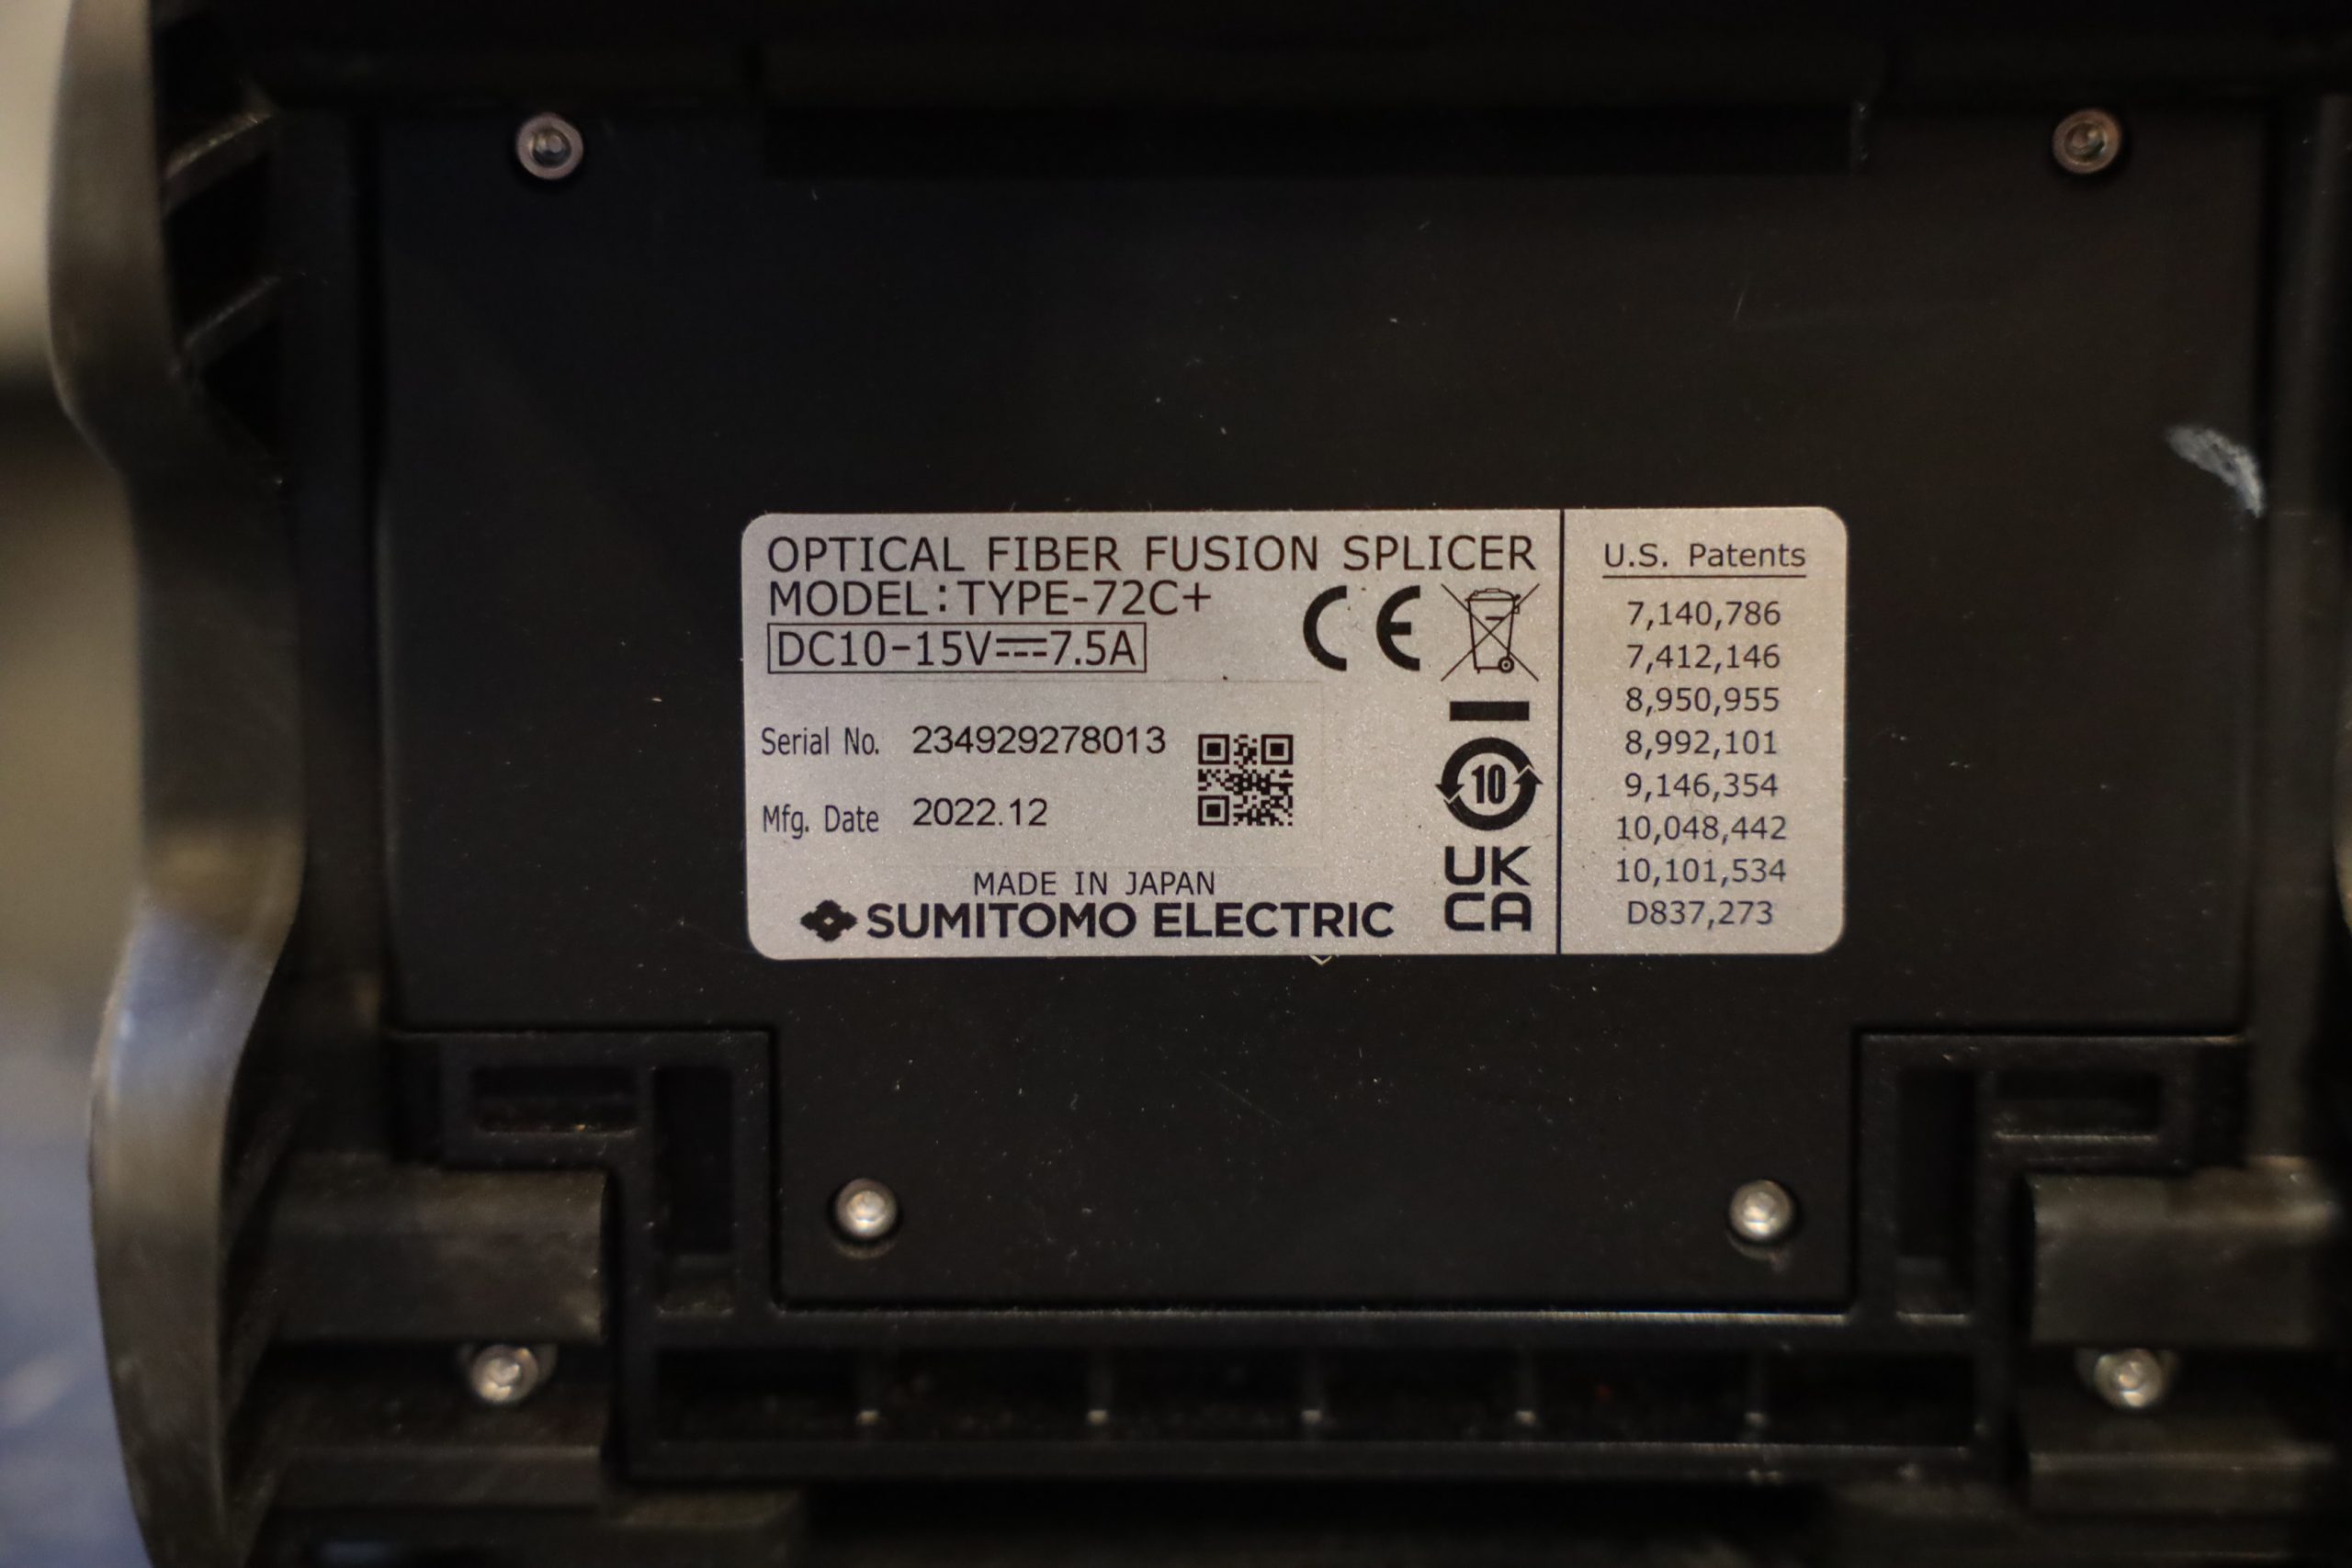 OPTICAL FIBER FUSION SPLICER
MODEL:TYPE-72C+
DC10-15V⎓7.5A
CE
Serial No. 234929278013
Mfg. Date 2022.12
10
UK
CA
MADE IN JAPAN
SUMITOMO ELECTRIC
U.S. Patents
7,140,786
7,412,146
8,950,955
8,992,101
9,146,354
10,048,442
10,101,534
D837,273